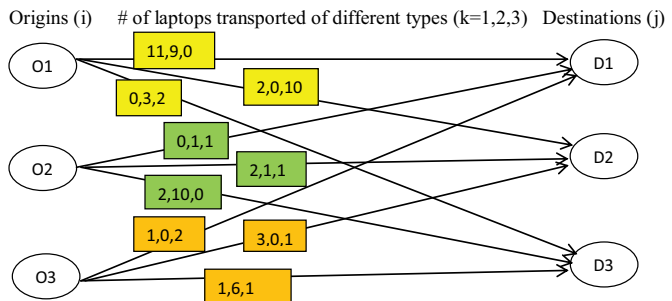 Origins (i) # of laptops transported of different types (k=1,2,3) Destinations (j)
11,9,0
O1
D1
2,0,10
0,3,2
0,1,1
O2
2,1,1
D2
2,10,0
1,0,2
3,0,1
O3
D3
1,6,1